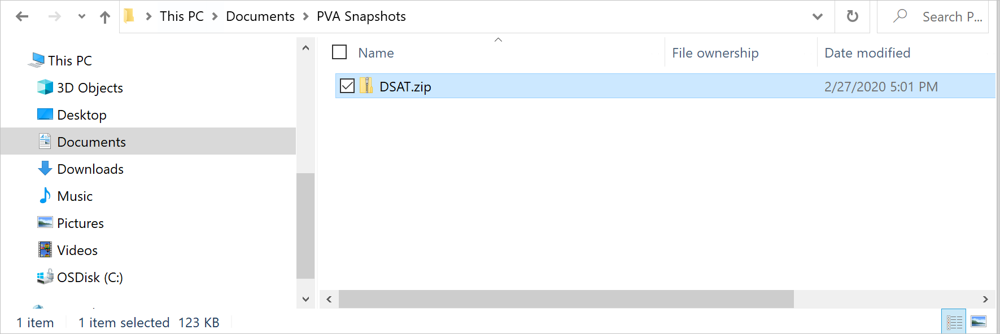 This PC > Documents > PVA Snapshots
Search P...
This PC
3D Objects
Desktop
Documents
Downloads
Music
Pictures
Videos
OSDisk (C:)
Name File ownership Date modified
DSAT.zip 2/27/2020 5:01 PM
1 item 1 item selected 123 KB